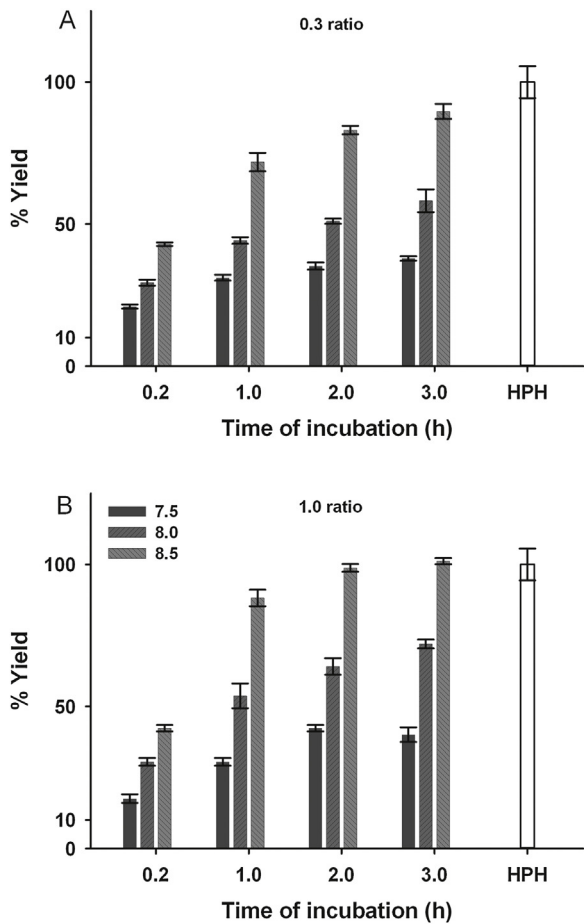 A
0.3 ratio
% Yield
100
50
10
0
0.2 1.0 2.0 3.0 HPH
Time of incubation (h)
B
1.0 ratio
7.5
8.0
8.5
% Yield
100
50
10
0
0.2 1.0 2.0 3.0 HPH
Time of incubation (h)